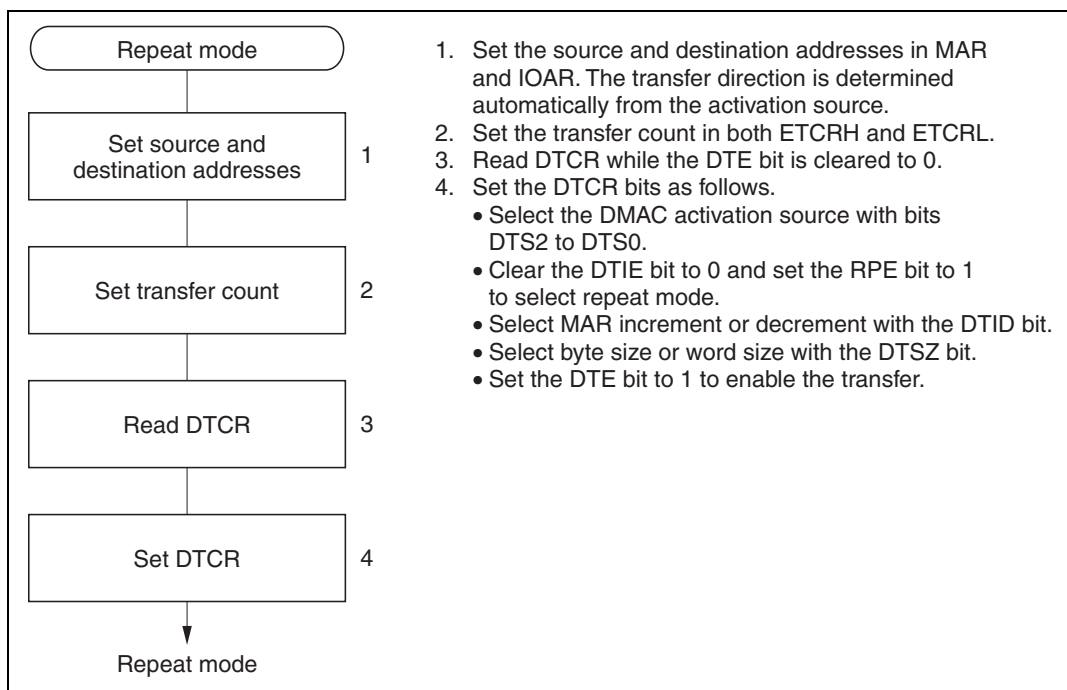 Repeat mode
Set source and
destination addresses
1
Set transfer count
2
Read DTCR
3
Set DTCR
4
Repeat mode
1. Set the source and destination addresses in MAR
and IOAR. The transfer direction is determined
automatically from the activation source.
2. Set the transfer count in both ETCRH and ETCRL.
3. Read DTCR while the DTE bit is cleared to 0.
4. Set the DTCR bits as follows.
• Select the DMAC activation source with bits
DTS2 to DTS0.
• Clear the DTIE bit to 0 and set the RPE bit to 1
to select repeat mode.
• Select MAR increment or decrement with the DTID bit.
• Select byte size or word size with the DTSZ bit.
• Set the DTE bit to 1 to enable the transfer.